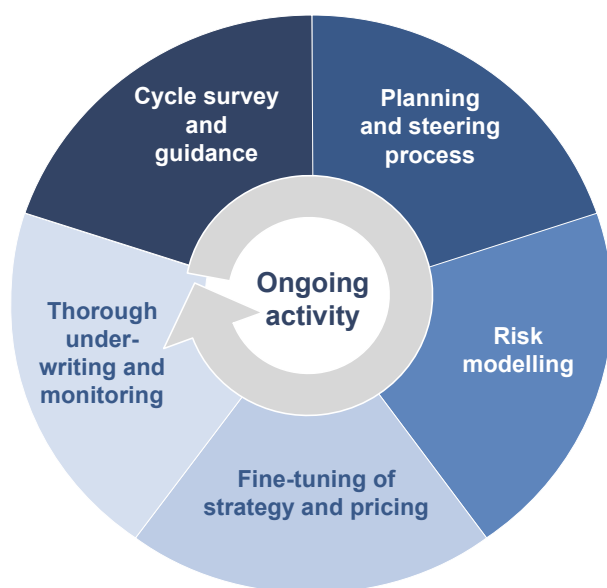 Cycle survey
and
guidance
Planning
and steering
process
Ongoing
activity
Thorough
under-
writing and
monitoring
Risk
modelling
Fine-tuning of
strategy and pricing